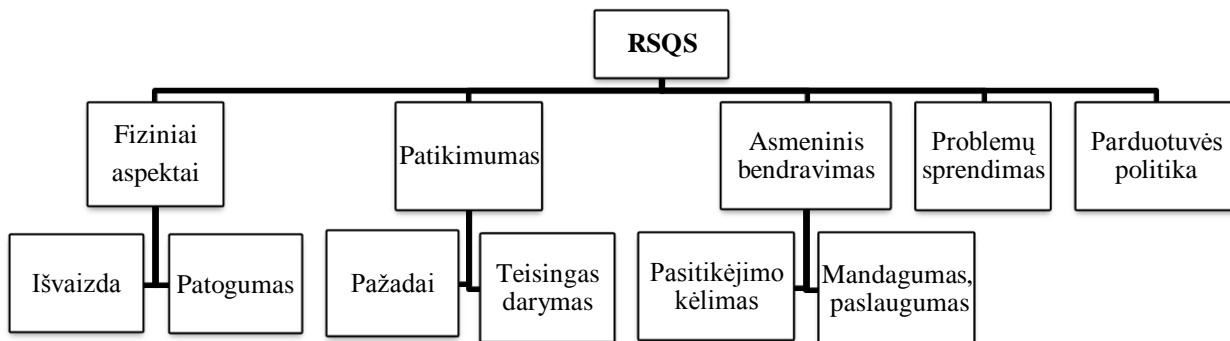 RSQS
Fiziniai
aspektai
Patikimumas
Asmeninis
bendravimas
Problemų
sprendimas
Parduotuvės
politika
Išvaizda
Patogumas
Pažadai
Teisingas
darymas
Pasitikėjimo
kėlimas
Mandagumas,
paslaugumas